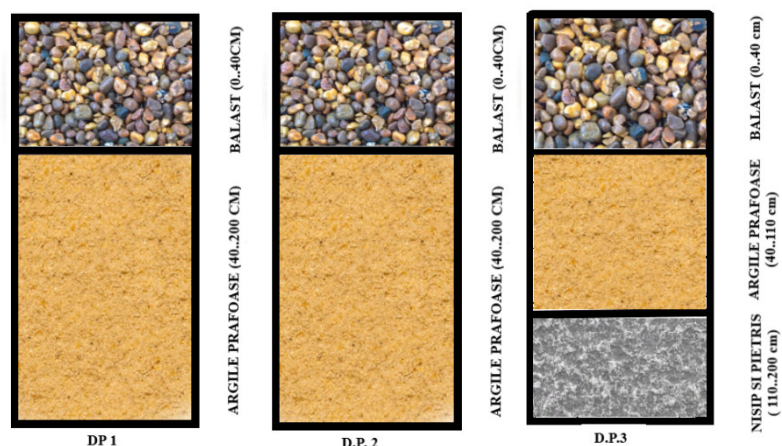 BALAST (0..40CM)
ARGILE PRAFOASE (40..200 CM)
DP 1
BALAST (0..40CM)
ARGILE PRAFOASE (40..200 CM)
D.P. 2
BALAST (0..40 cm)
ARGILE PRAFOASE
(40..110 cm)
NISIP SI PIETRIS
( 110..200 cm)
D.P.3